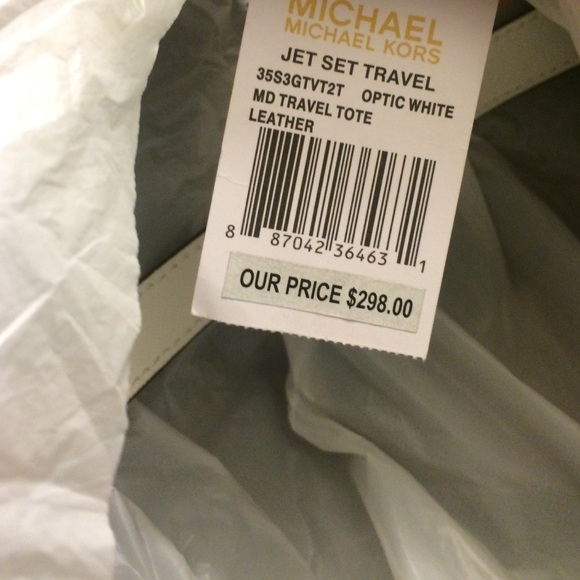 MICHAEL
MICHAEL KORS
JET SET TRAVEL
35S3GTVT2T OPTIC WHITE
MD TRAVEL TOTE
LEATHER
8 87042 36463 1
OUR PRICE $298.00